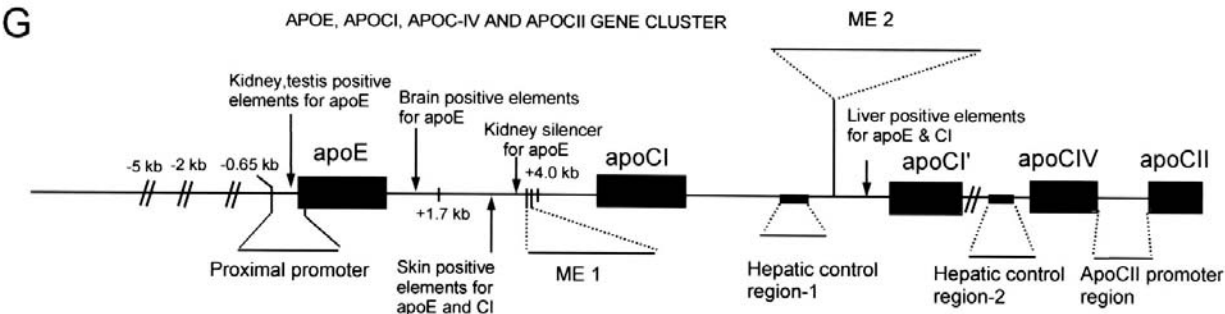 G
APOE, APOCI, APOC-IV AND APOCII GENE CLUSTER
ME 2
Kidney,testis positive
elements for apoE
Brain positive elements
for apoE
Kidney silencer
for apoE
Liver positive elements
for apoE & CI
-5 kb
-2 kb
-0.65 kb
apoE
+4.0 kb
apoCI
apoCI'
apoCIV
apoCII
+1.7 kb
Proximal promoter
Skin positive
elements for
apoE and CI
ME 1
Hepatic control
region-1
Hepatic control
region-2
ApoCII promoter
region